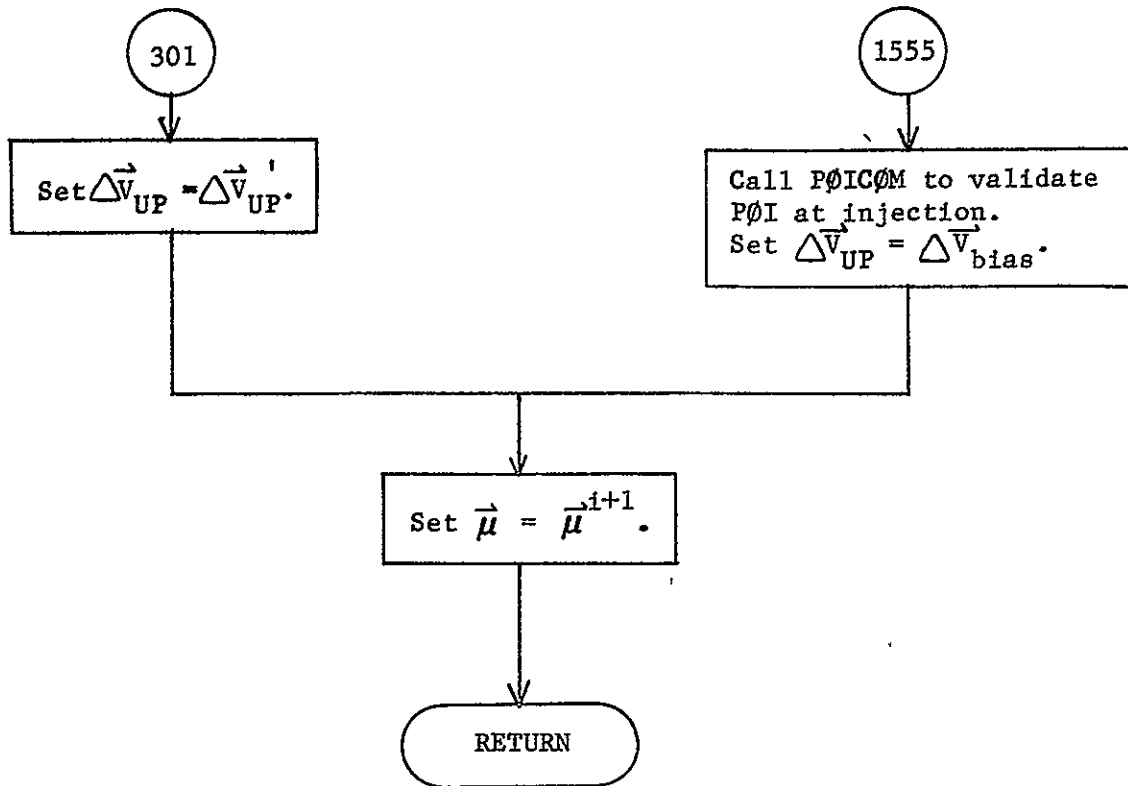 301
1555
Set △V⃗UP = △V⃗UP'.
Call PØICØM to validate
PØI at injection.
Set △V⃗UP = △V⃗bias.
Set μ⃗ = μ⃗^i+1.
RETURN